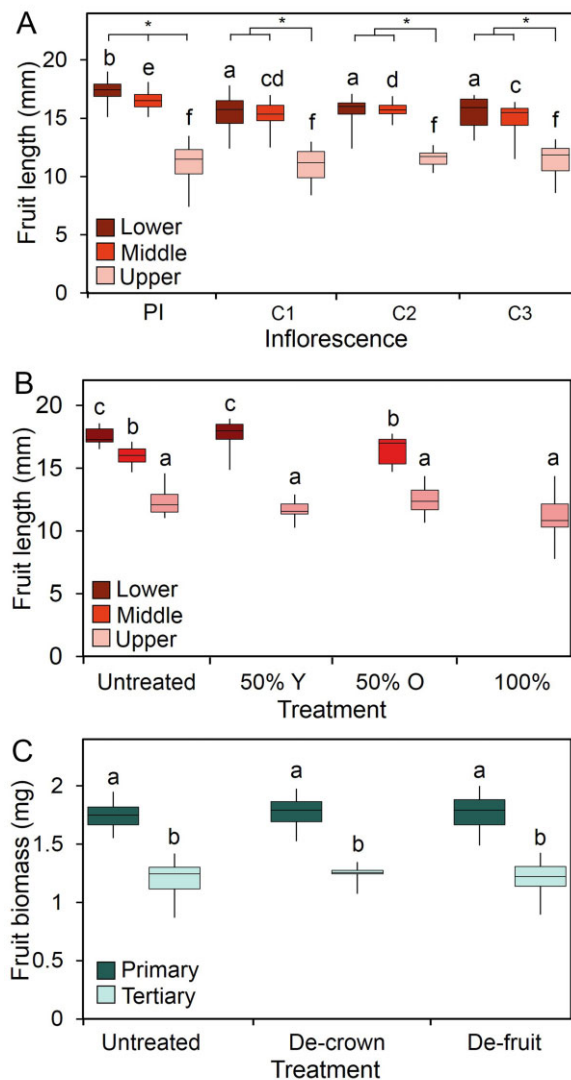 A
* * * *
b e f a cd f a d f a c f
20
15
10
5
0
Fruit length (mm)
Lower
Middle
Upper
PI C1 C2 C3
Inflorescence
B
c b a c a b a a
20
15
10
5
0
Fruit length (mm)
Lower
Middle
Upper
Untreated 50% Y 50% O 100%
Treatment
C
a b a b a b
2
1.5
1
0.5
0
Fruit biomass (mg)
Primary
Tertiary
Untreated De-crown De-fruit
Treatment